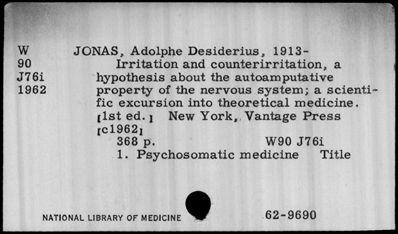 W
90
J76i
1962
JONAS, Adolphe Desiderius, 1913-
Irritation and counterirritation, a
hypothesis about the autoamputative
property of the nervous system; a scienti-
fic excursion into theoretical medicine.
[1st ed.] New York, Vantage Press
[c1962]
368 p. W90 J76i
1. Psychosomatic medicine Title
NATIONAL LIBRARY OF MEDICINE 62-9690